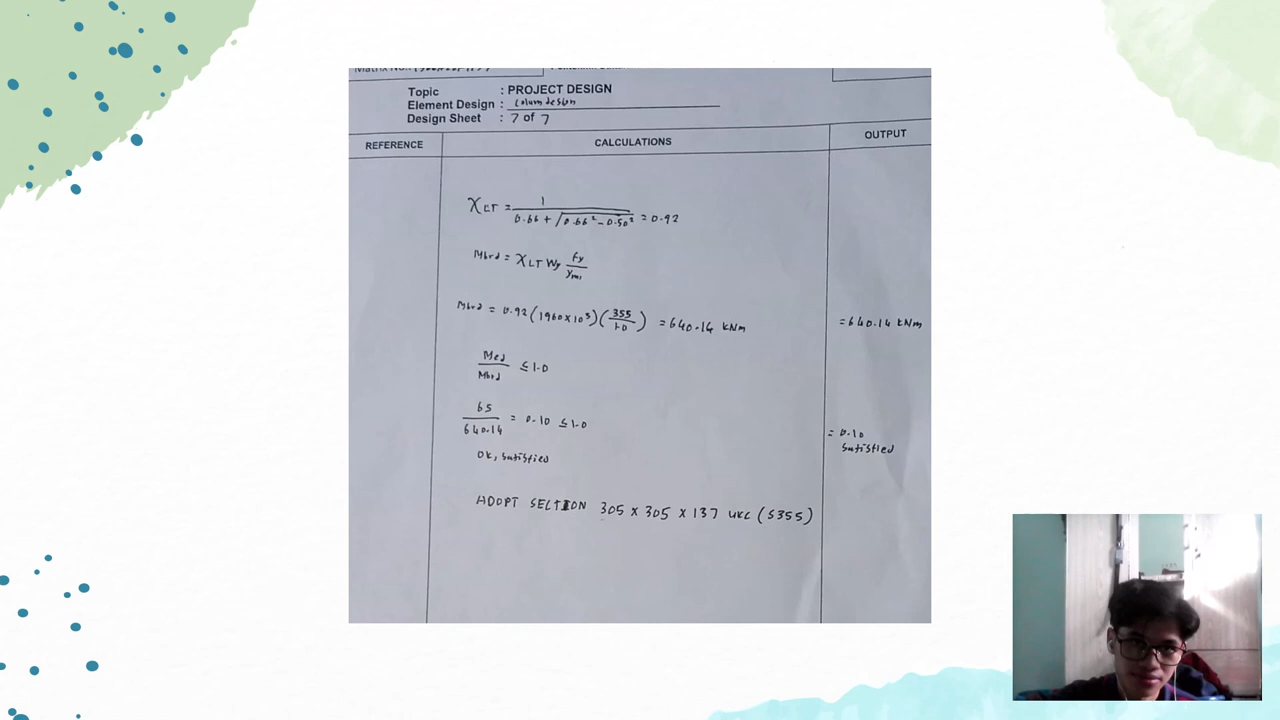 Topic : PROJECT DESIGN
Element Design : Colum design
Design Sheet : 7 of 7
REFERENCE CALCULATIONS OUTPUT
χLT = 1 / (0.66 + √(0.66² - 0.50²)) = 0.92
Mbrd = χLT Wy fy/γm1
Mbrd = 0.92 (1960×10³) (355/1.0) = 640.14 kNm = 640.14 kNm
Med/Mbrd ≤ 1.0
65/640.14 = 0.10 ≤ 1.0 = 0.10
satisfied
OK, satisfied
ADOPT SECTION 305 × 305 × 137 UKC (S355)